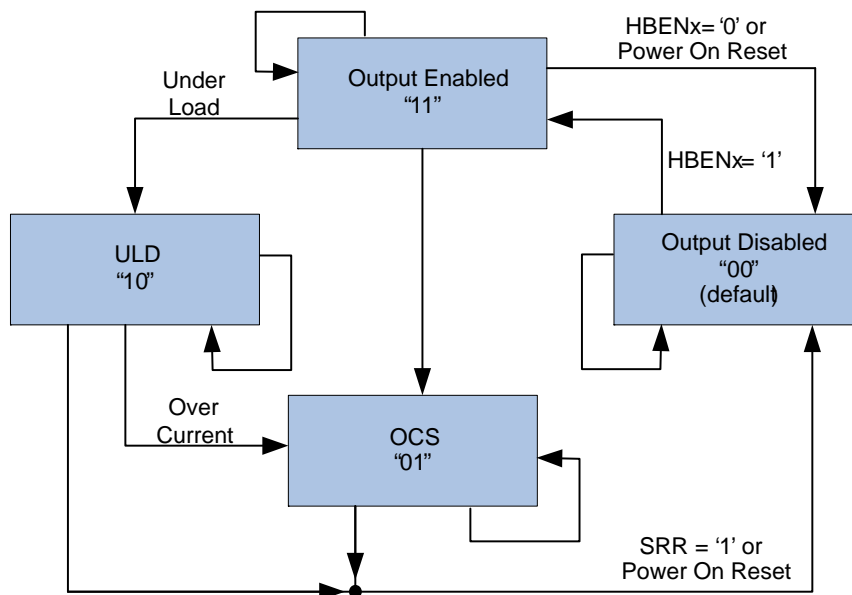 HBENx= ‘0’ or
Power On Reset
Output Enabled
“11”
Under
Load
HBENx= ‘1’
ULD
“10”
Output Disabled
“00”
(default)
Over
Current
OCS
“01”
SRR = ‘1’ or
Power On Reset